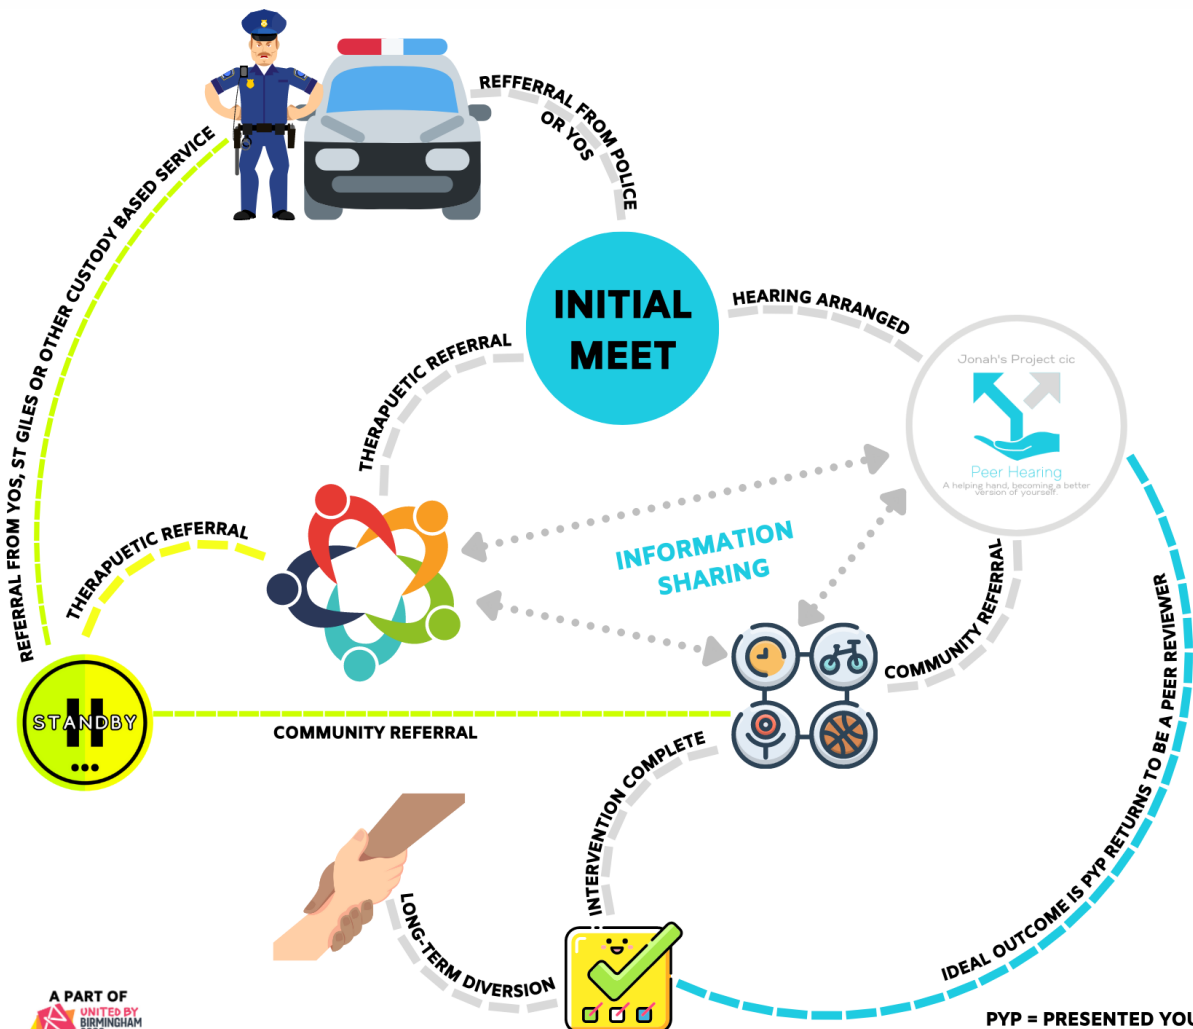 REFFERRAL FROM POLICE
OR YOS
REFERRAL FROM YOS, ST GILES OR OTHER CUSTODY BASED SERVICE
INITIAL
MEET
HEARING ARRANGED
THERAPUETIC REFERRAL
Jonah's Project cic
Peer Hearing
A helping hand, becoming a better
version of yourself.
THERAPUETIC REFERRAL
INFORMATION
SHARING
COMMUNITY REFERRAL
STANDBY
COMMUNITY REFERRAL
INTERVENTION COMPLETE
IDEAL OUTCOME IS PYP RETURNS TO BE A PEER REVIEWER
LONG-TERM DIVERSION
A PART OF
UNITED BY
BIRMINGHAM
PYP = PRESENTED YOU